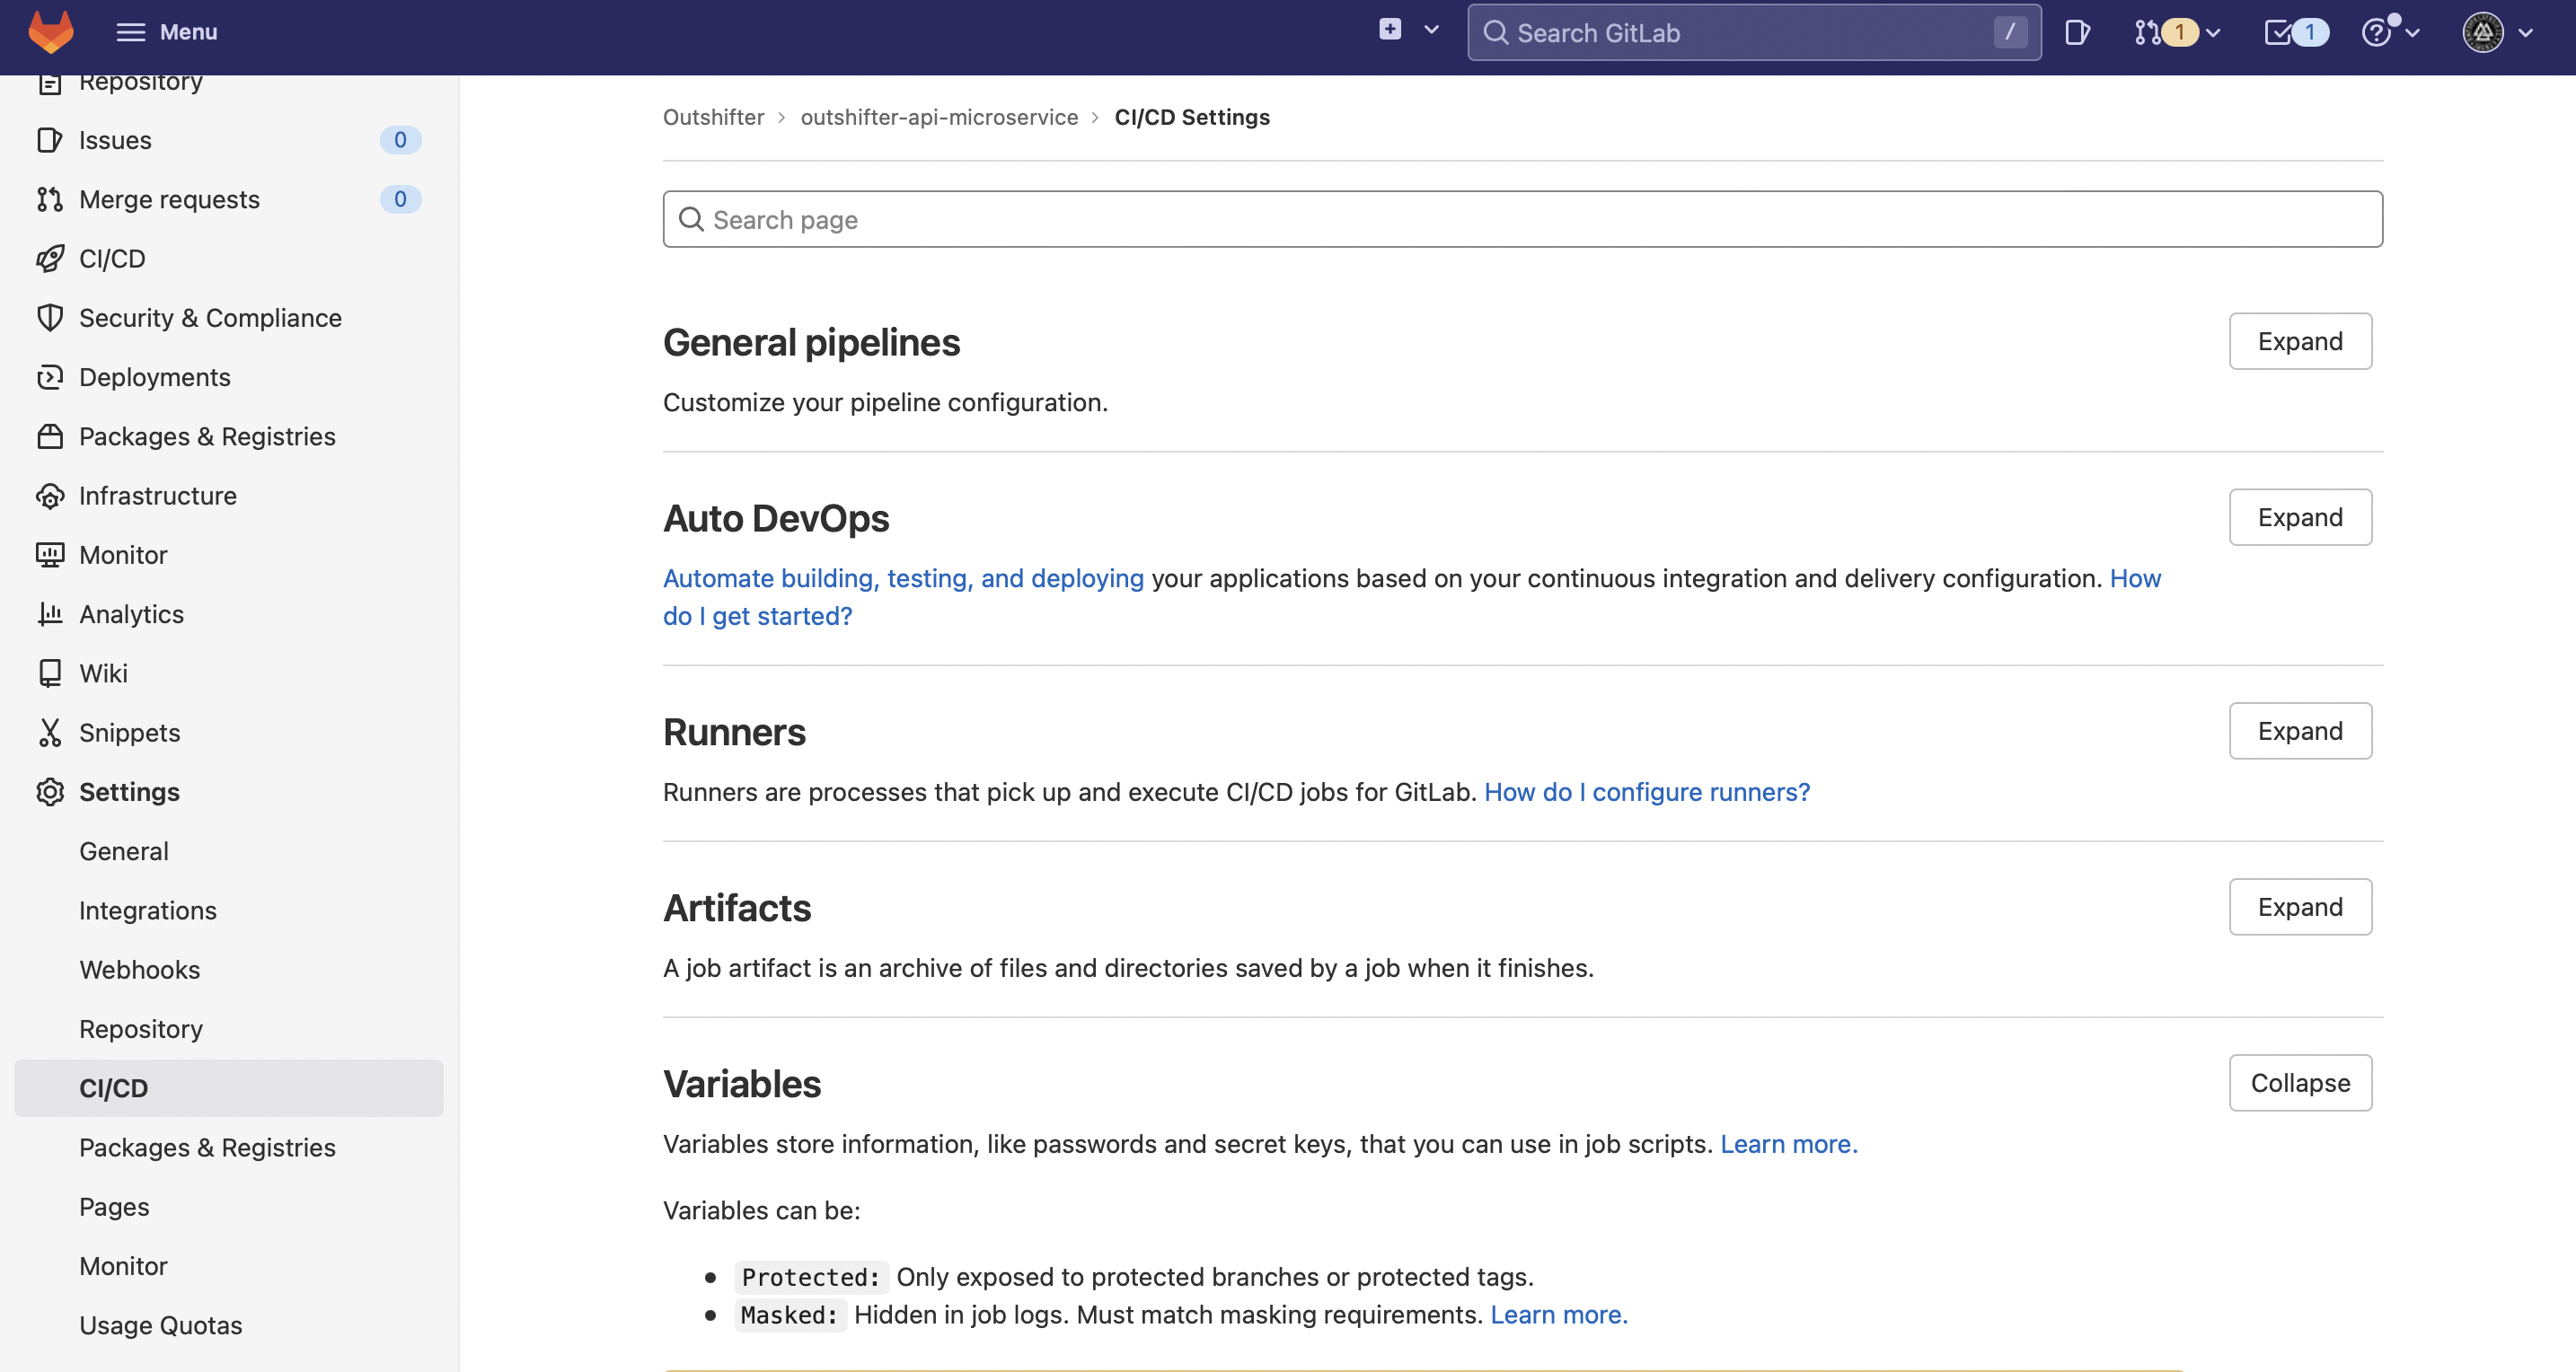 Menu
Search GitLab
/
1
1
Repository
Issues
0
Merge requests
0
CI/CD
Security & Compliance
Deployments
Packages & Registries
Infrastructure
Monitor
Analytics
Wiki
Snippets
Settings
General
Integrations
Webhooks
Repository
CI/CD
Packages & Registries
Pages
Monitor
Usage Quotas
Outshifter > outshifter-api-microservice > CI/CD Settings
Search page
General pipelines
Expand
Customize your pipeline configuration.
Auto DevOps
Expand
Automate building, testing, and deploying your applications based on your continuous integration and delivery configuration. How
do I get started?
Runners
Expand
Runners are processes that pick up and execute CI/CD jobs for GitLab. How do I configure runners?
Artifacts
Expand
A job artifact is an archive of files and directories saved by a job when it finishes.
Variables
Collapse
Variables store information, like passwords and secret keys, that you can use in job scripts. Learn more.
Variables can be:
• Protected: Only exposed to protected branches or protected tags.
• Masked: Hidden in job logs. Must match masking requirements. Learn more.